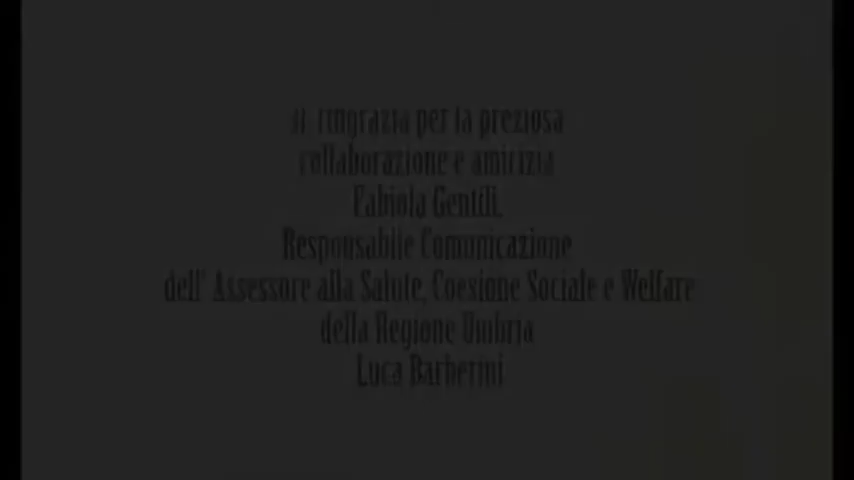 Si ringrazia per la preziosa
collaborazione e amicizia
Fabiola Gentili,
Responsabile Comunicazione
dell' Assessore alla Salute, Coesione Sociale e Welfare
della Regione Umbria
Luca Barberini